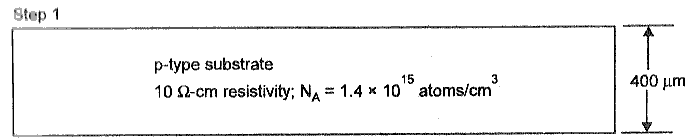 Step 1
p-type substrate
10 Ω-cm resistivity; N_A = 1.4 × 10^15 atoms/cm^3
400 μm